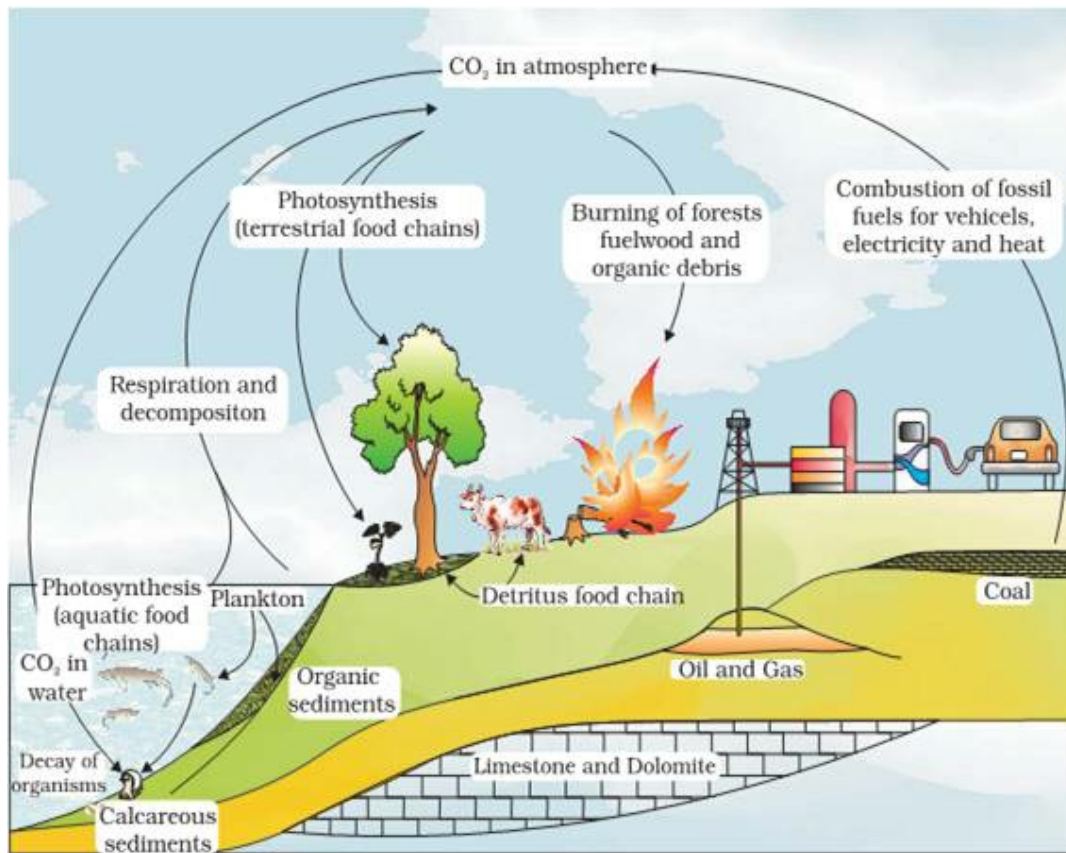 CO₂ in atmosphere
Photosynthesis
(terrestrial food chains)
Burning of forests
fuelwood and
organic debris
Combustion of fossil
fuels for vehicels,
electricity and heat
Respiration and
decompositon
Photosynthesis
(aquatic food
chains)
Plankton
Detritus food chain
Coal
CO₂ in
water
Organic
sediments
Oil and Gas
Decay of
organisms
Limestone and Dolomite
Calcareous
sediments